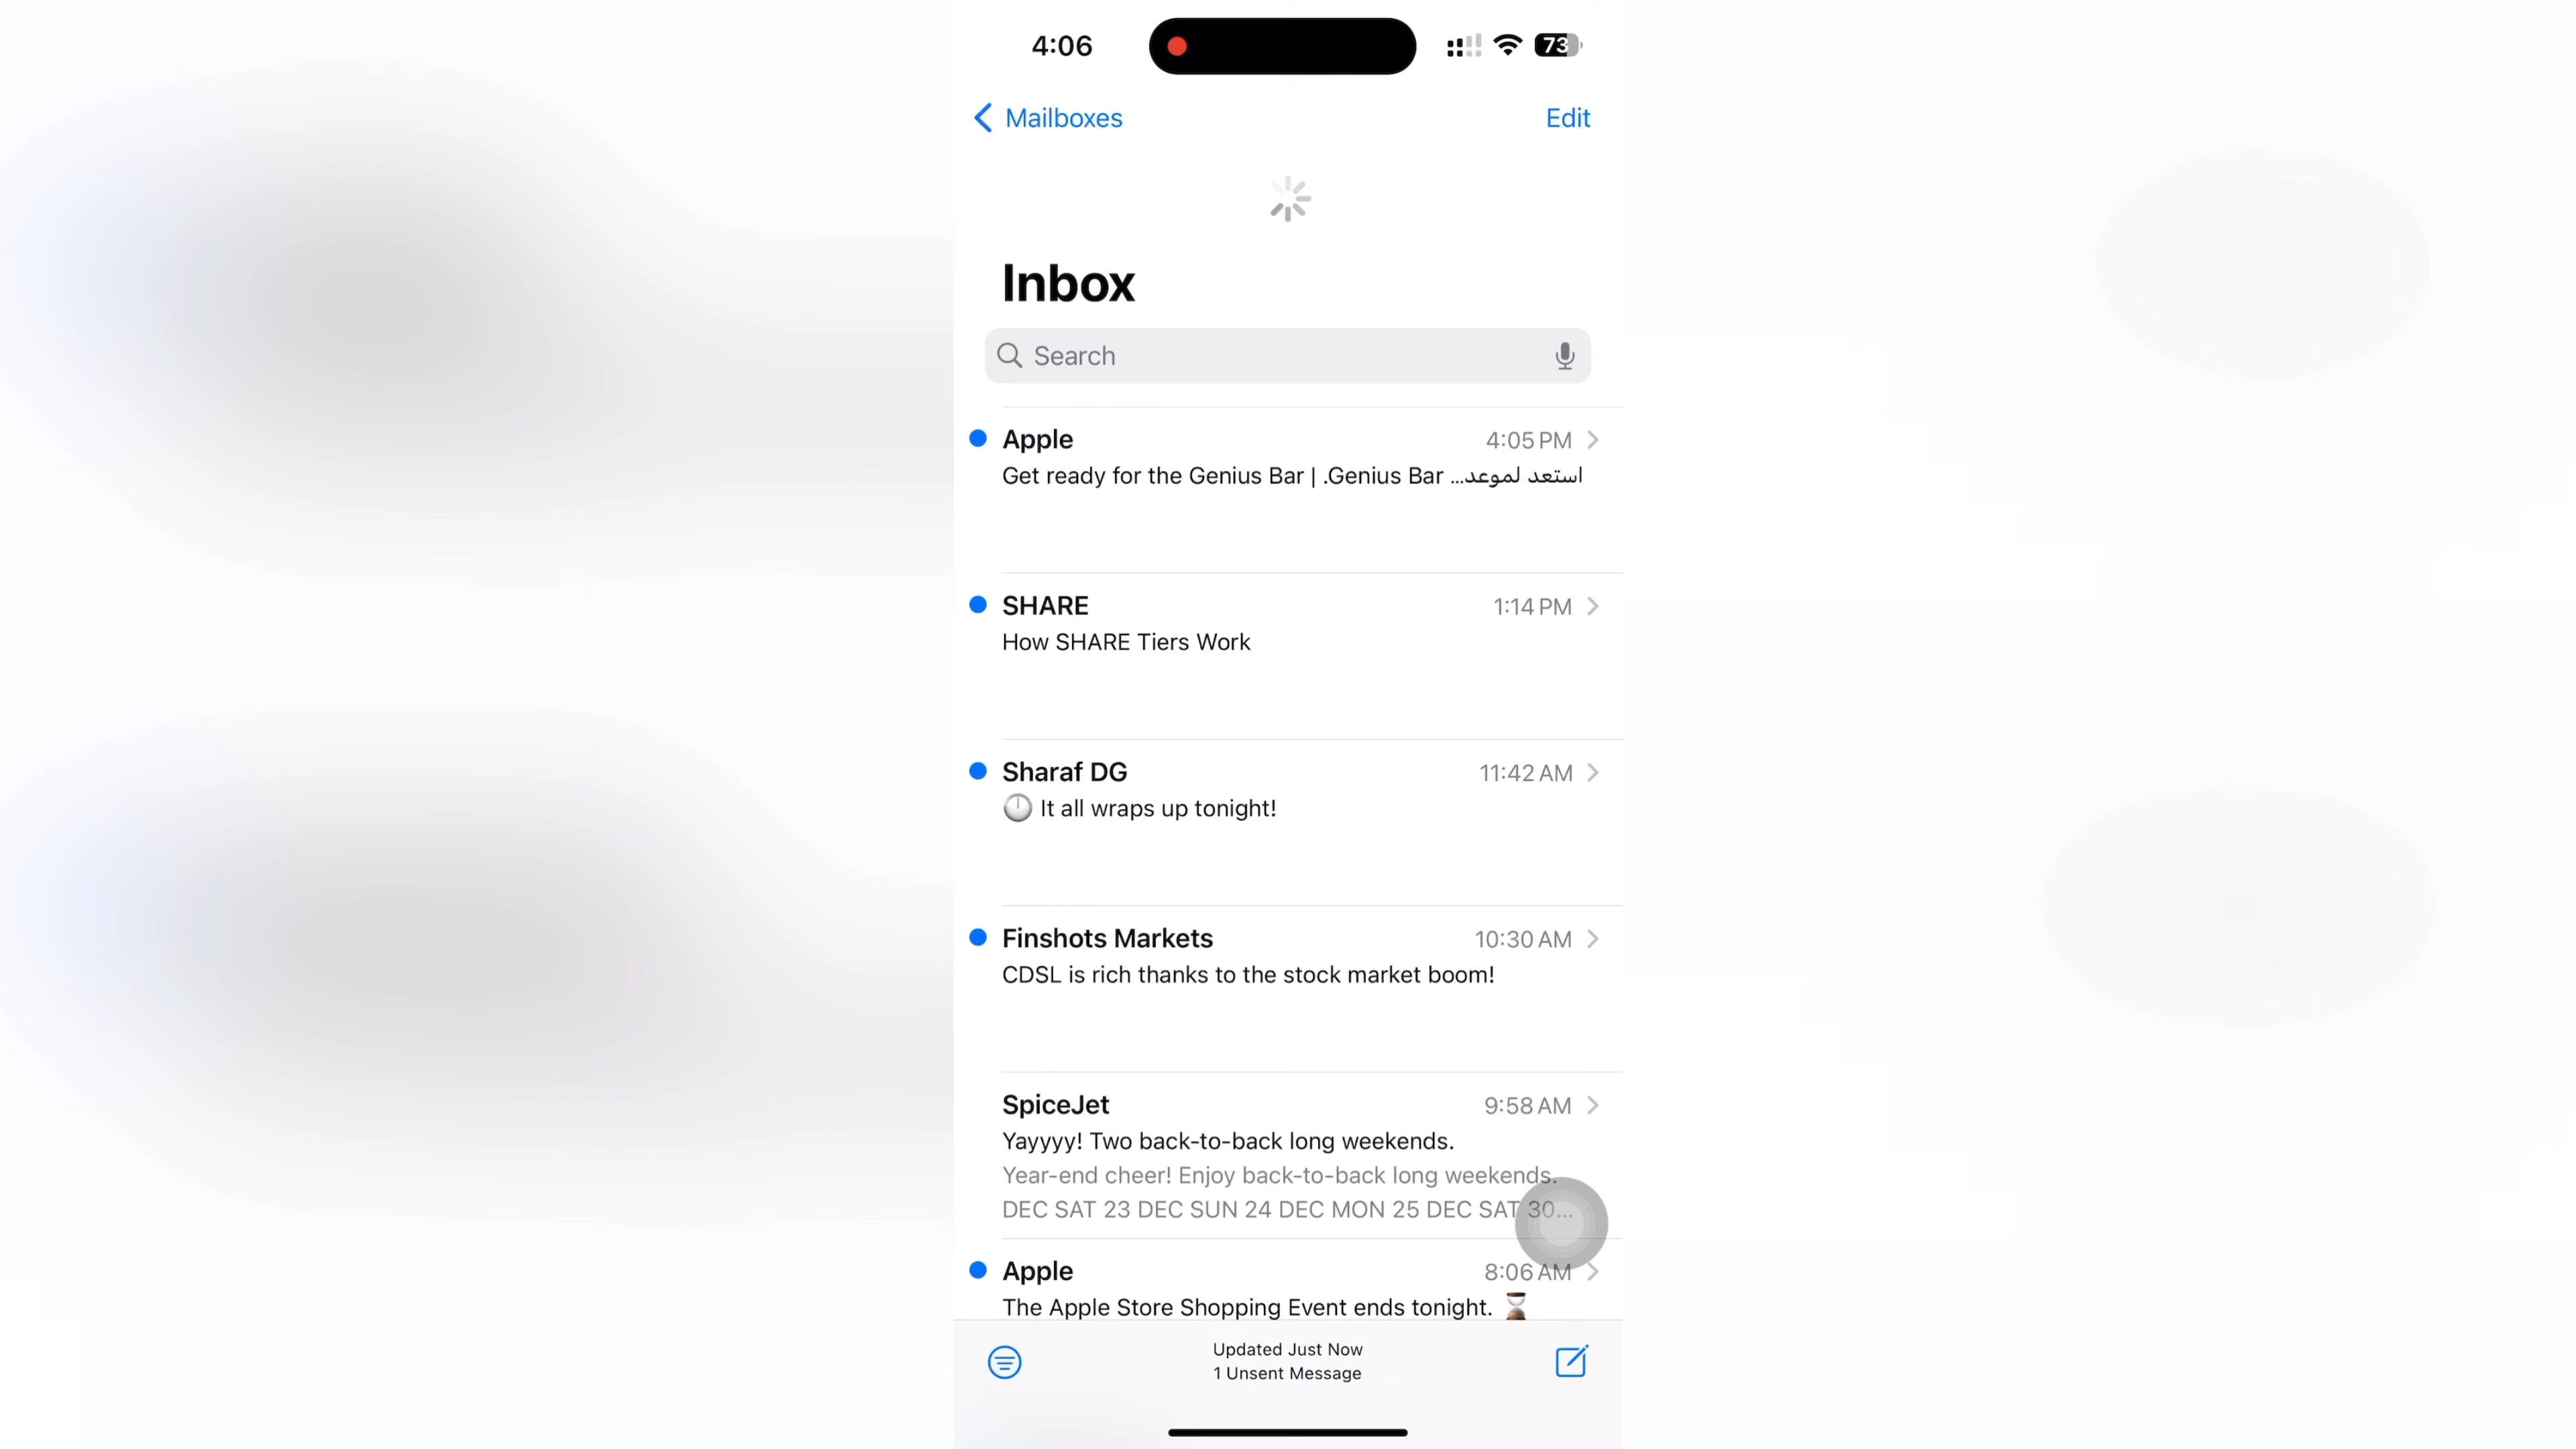 4:06
73
Mailboxes
Edit
Inbox
Search
Apple
4:05 PM
Get ready for the Genius Bar | .Genius Bar ...استعد لموعد
SHARE
1:14 PM
How SHARE Tiers Work
Sharaf DG
11:42 AM
🕛 It all wraps up tonight!
Finshots Markets
10:30 AM
CDSL is rich thanks to the stock market boom!
SpiceJet
9:58 AM
Yayyyy! Two back-to-back long weekends.
Year-end cheer! Enjoy back-to-back long weekends.
DEC SAT 23 DEC SUN 24 DEC MON 25 DEC SAT 30...
Apple
8:06 AM
The Apple Store Shopping Event ends tonight. ⏳
Updated Just Now
1 Unsent Message